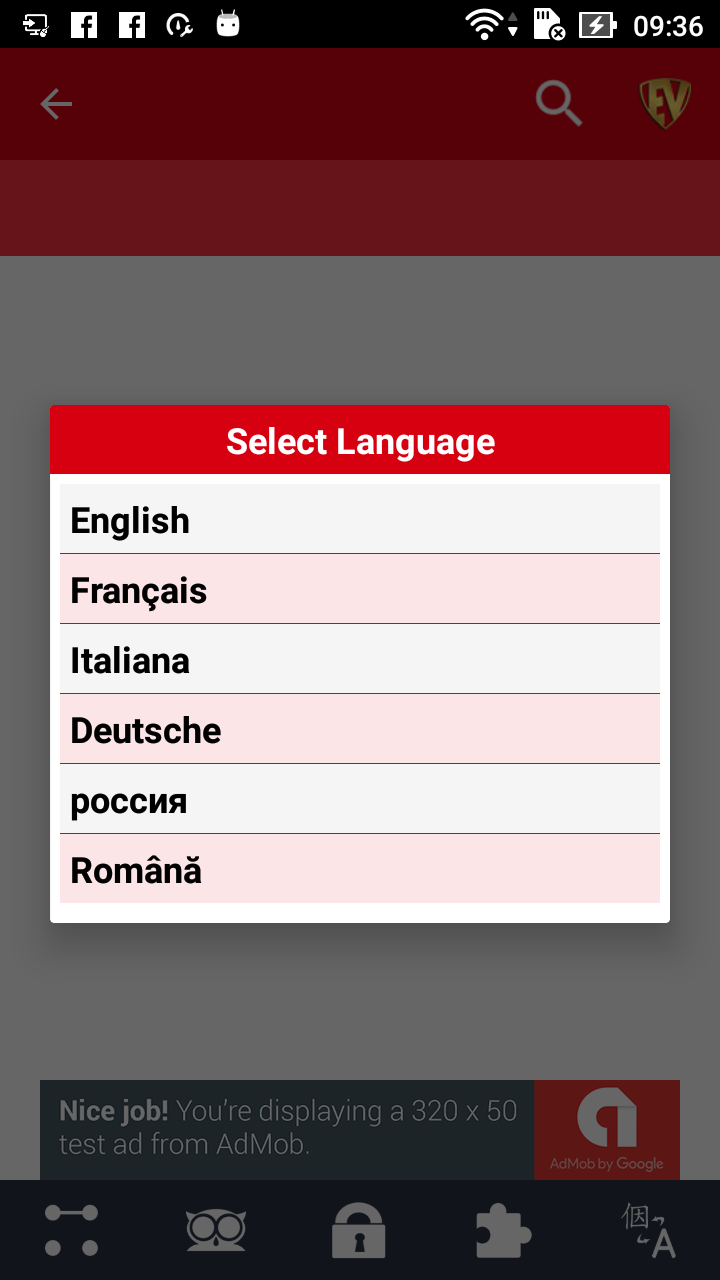 09:36
EV
Select Language
English
Français
Italiana
Deutsche
россия
Română
Nice job! You're displaying a 320 x 50
test ad from AdMob.
AdMob by Google
個
A